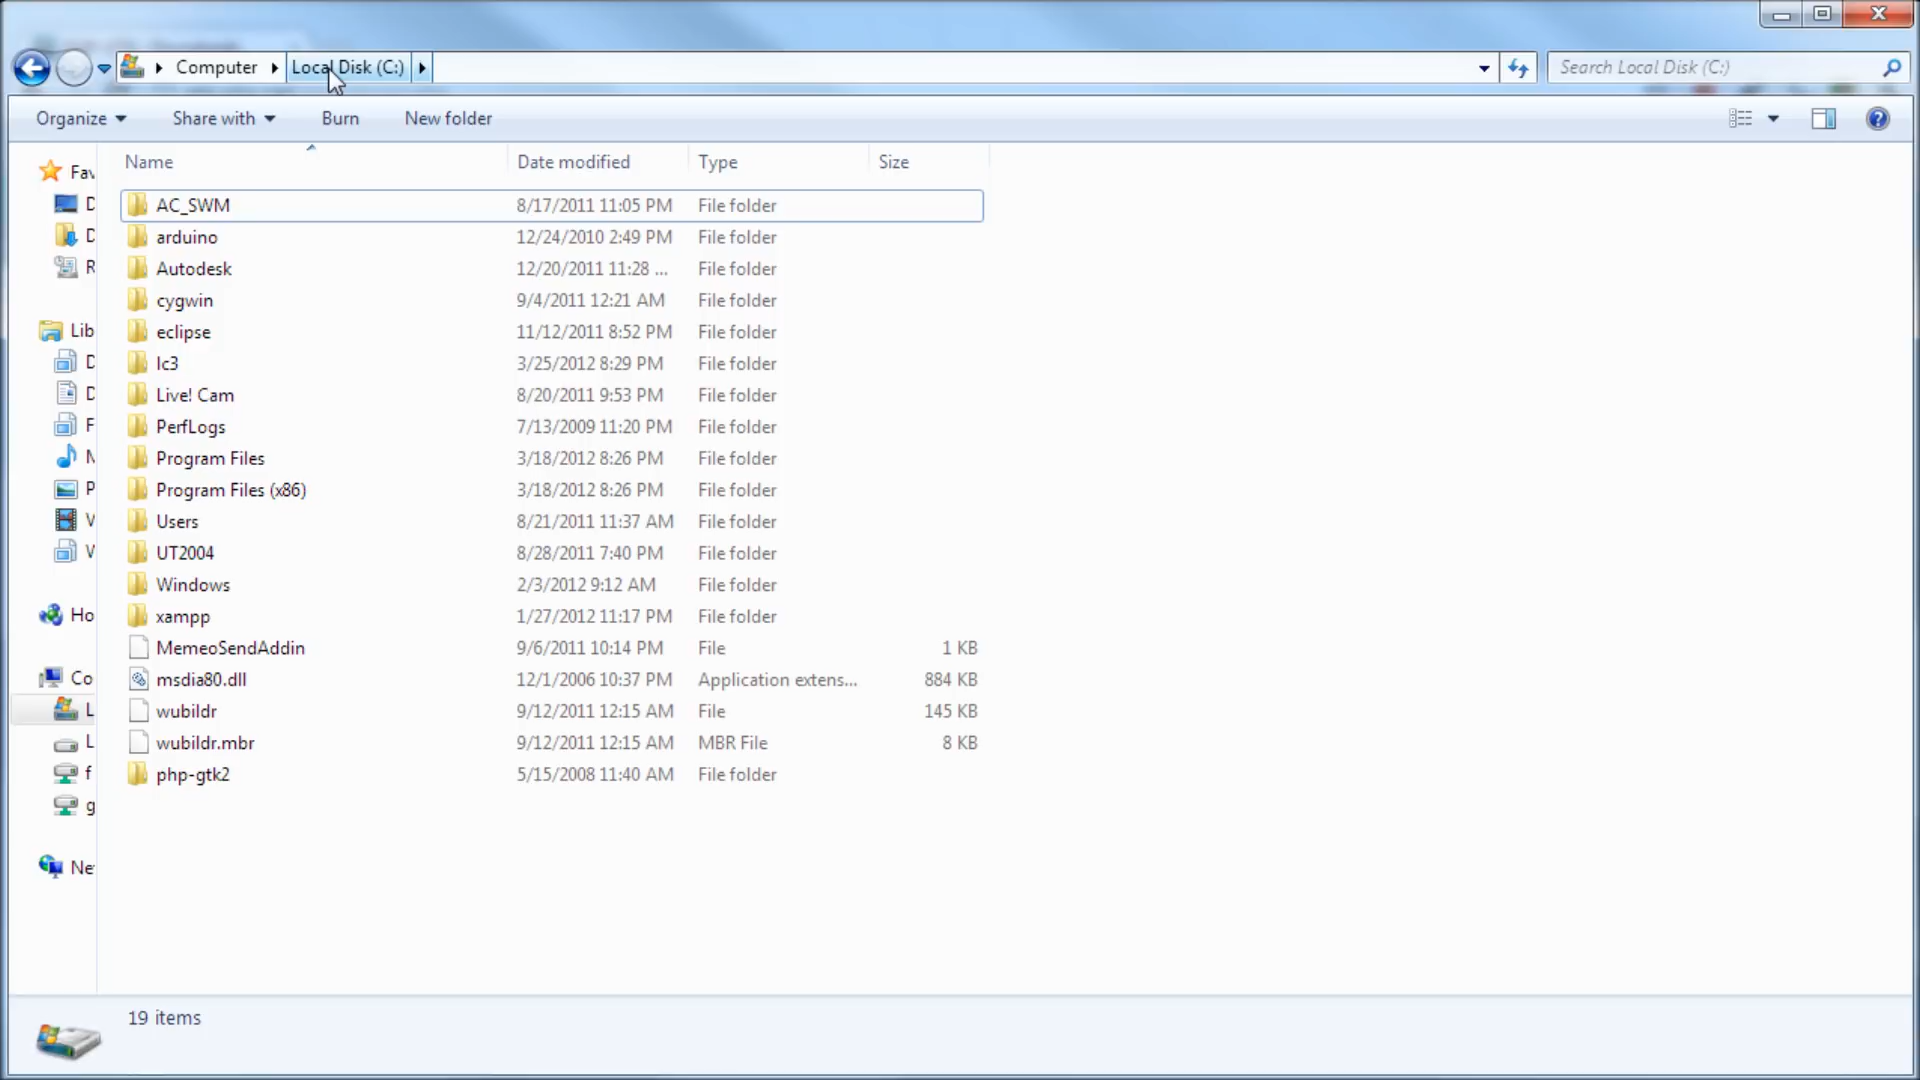 Computer Local Disk (C:) Search Local Disk (C:)
Organize Share with Burn New folder
Name Date modified Type Size
AC_SWM 8/17/2011 11:05 PM File folder
arduino 12/24/2010 2:49 PM File folder
Autodesk 12/20/2011 11:28 ... File folder
cygwin 9/4/2011 12:21 AM File folder
eclipse 11/12/2011 8:52 PM File folder
lc3 3/25/2012 8:29 PM File folder
Live! Cam 8/20/2011 9:53 PM File folder
PerfLogs 7/13/2009 11:20 PM File folder
Program Files 3/18/2012 8:26 PM File folder
Program Files (x86) 3/18/2012 8:26 PM File folder
Users 8/21/2011 11:37 AM File folder
UT2004 8/28/2011 7:40 PM File folder
Windows 2/3/2012 9:12 AM File folder
xampp 1/27/2012 11:17 PM File folder
MemeoSendAddin 9/6/2011 10:14 PM File 1 KB
msdia80.dll 12/1/2006 10:37 PM Application extens... 884 KB
wubildr 9/12/2011 12:15 AM File 145 KB
wubildr.mbr 9/12/2011 12:15 AM MBR File 8 KB
php-gtk2 5/15/2008 11:40 AM File folder
Fav
D
D
R
Lib
D
D
F
M
P
V
V
Ho
Co
L
L
f
g
Ne
19 items